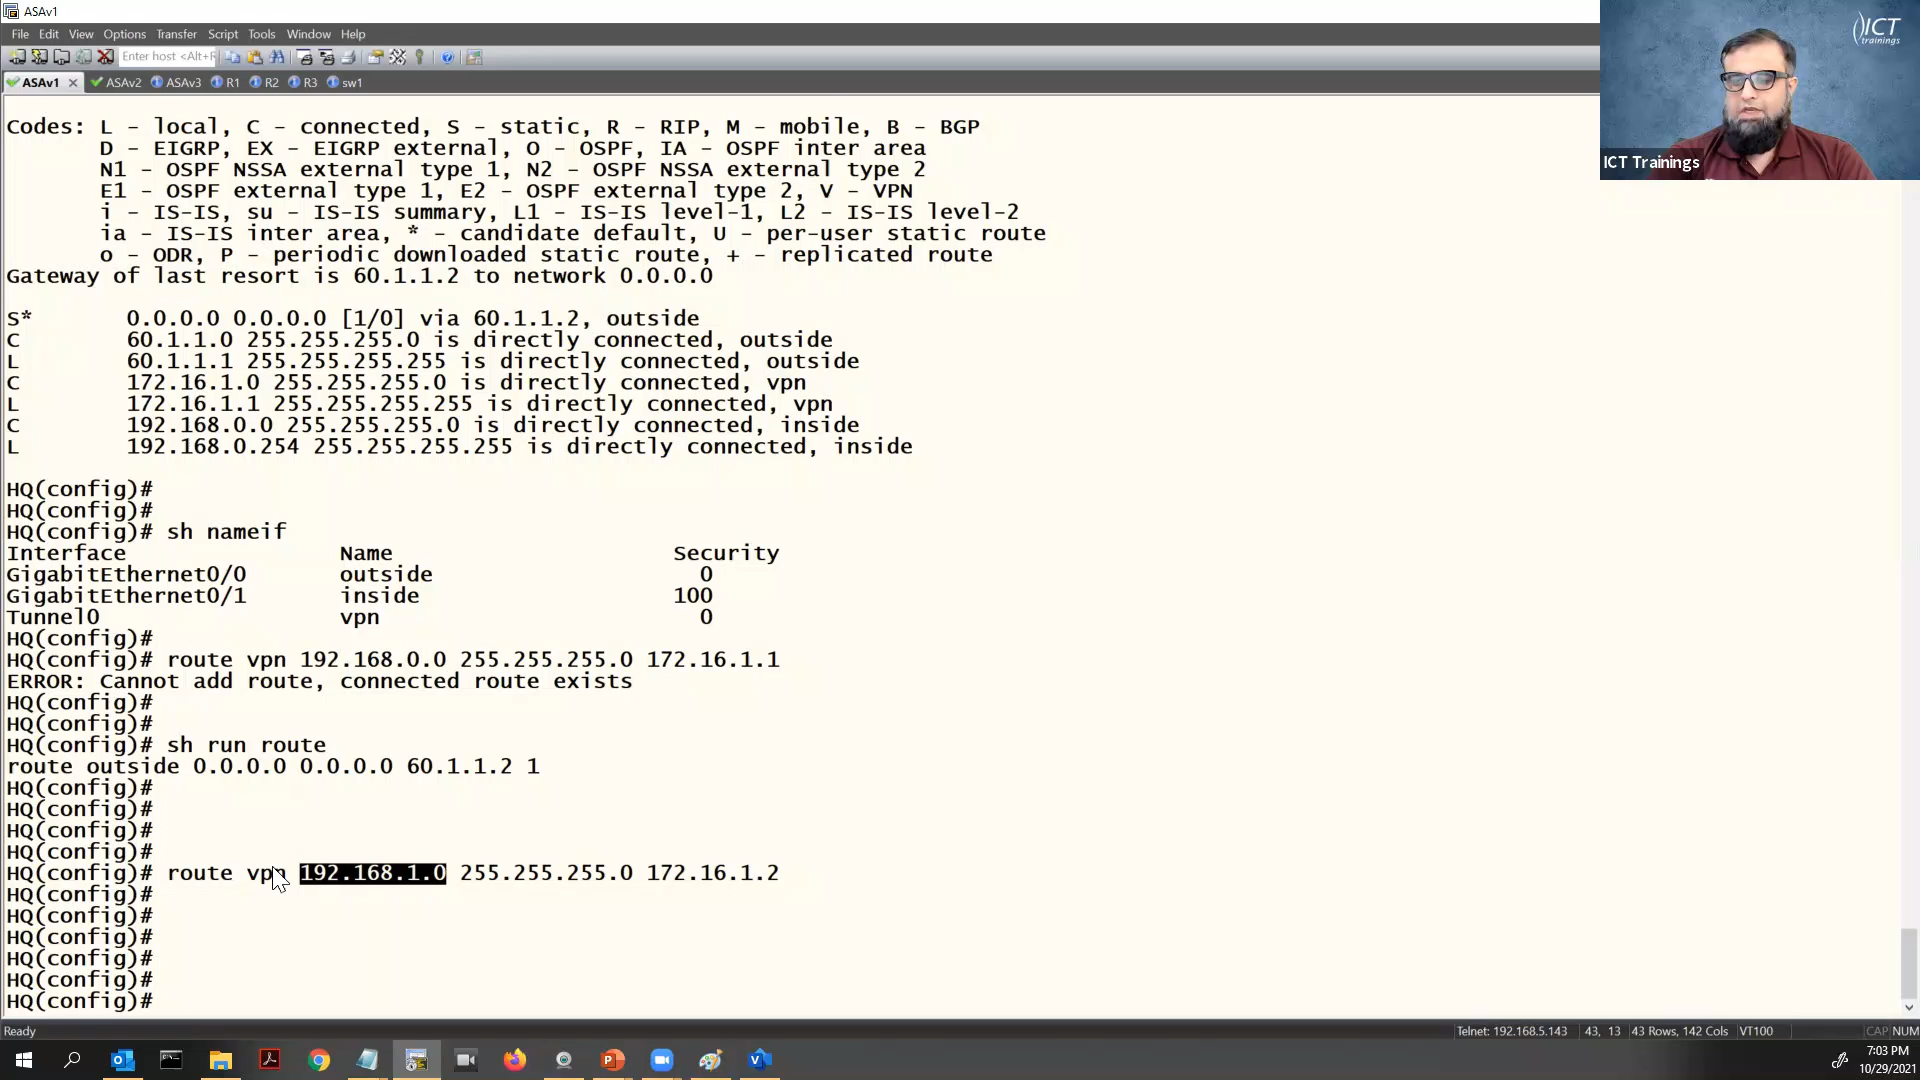 ASAv1
File Edit View Options Transfer Script Tools Window Help
Enter host <Alt+R
ASAv1 ASAv2 ASAv3 R1 R2 R3 sw1
Codes: L - local, C - connected, S - static, R - RIP, M - mobile, B - BGP
D - EIGRP, EX - EIGRP external, O - OSPF, IA - OSPF inter area
N1 - OSPF NSSA external type 1, N2 - OSPF NSSA external type 2
E1 - OSPF external type 1, E2 - OSPF external type 2, V - VPN
i - IS-IS, su - IS-IS summary, L1 - IS-IS level-1, L2 - IS-IS level-2
ia - IS-IS inter area, * - candidate default, U - per-user static route
o - ODR, P - periodic downloaded static route, + - replicated route
Gateway of last resort is 60.1.1.2 to network 0.0.0.0
S* 0.0.0.0 0.0.0.0 [1/0] via 60.1.1.2, outside
C 60.1.1.0 255.255.255.0 is directly connected, outside
L 60.1.1.1 255.255.255.255 is directly connected, outside
C 172.16.1.0 255.255.255.0 is directly connected, vpn
L 172.16.1.1 255.255.255.255 is directly connected, vpn
C 192.168.0.0 255.255.255.0 is directly connected, inside
L 192.168.0.254 255.255.255.255 is directly connected, inside
HQ(config)#
HQ(config)#
HQ(config)# sh nameif
Interface Name Security
GigabitEthernet0/0 outside 0
GigabitEthernet0/1 inside 100
Tunnel0 vpn 0
HQ(config)#
HQ(config)# route vpn 192.168.0.0 255.255.255.0 172.16.1.1
ERROR: Cannot add route, connected route exists
HQ(config)#
HQ(config)#
HQ(config)# sh run route
route outside 0.0.0.0 0.0.0.0 60.1.1.2 1
HQ(config)#
HQ(config)#
HQ(config)#
HQ(config)#
HQ(config)# route vpn 192.168.1.0 255.255.255.0 172.16.1.2
HQ(config)#
HQ(config)#
HQ(config)#
HQ(config)#
HQ(config)#
HQ(config)#
ICT trainings
ICT Trainings
Ready
Telnet: 192.168.5.143 43, 13 43 Rows, 142 Cols VT100 CAP NUM
7:03 PM
10/29/2021